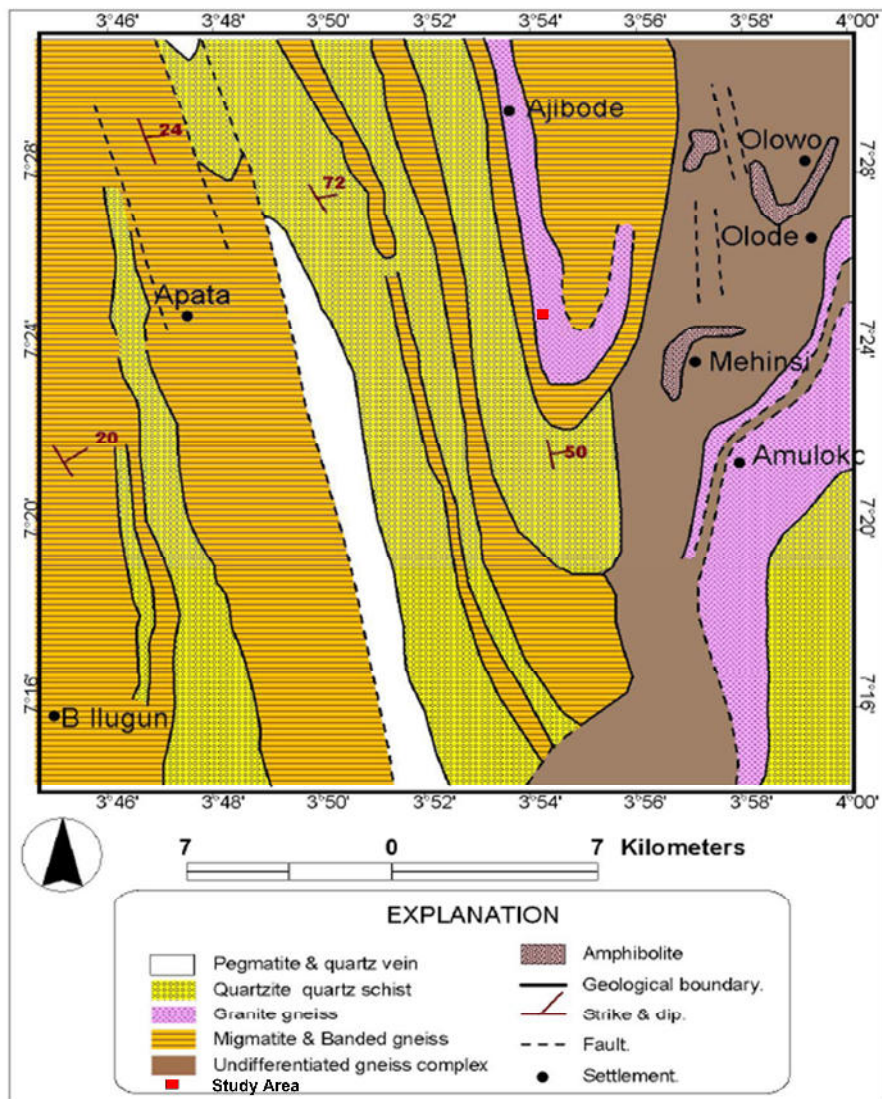 3°46' 3°48' 3°50' 3°52' 3°54' 3°56' 3°58' 4°00'
7°28' 7°28'
7°24' 7°24'
7°20' 7°20'
7°16' 7°16'
Ajibode
24
Olowo
72
Olode
Apata
Mehinsi
20
50
Amulokc
B Ilugun
3°46' 3°48' 3°50' 3°52' 3°54' 3°56' 3°58' 4°00'
7 0 7 Kilometers
EXPLANATION
Pegmatite & quartz vein
Quartzite quartz schist
Granite gneiss
Migmatite & Banded gneiss
Undifferentiated gneiss complex
Study Area
Amphibolite
Geological boundary.
Strike & dip.
Fault.
Settlement.